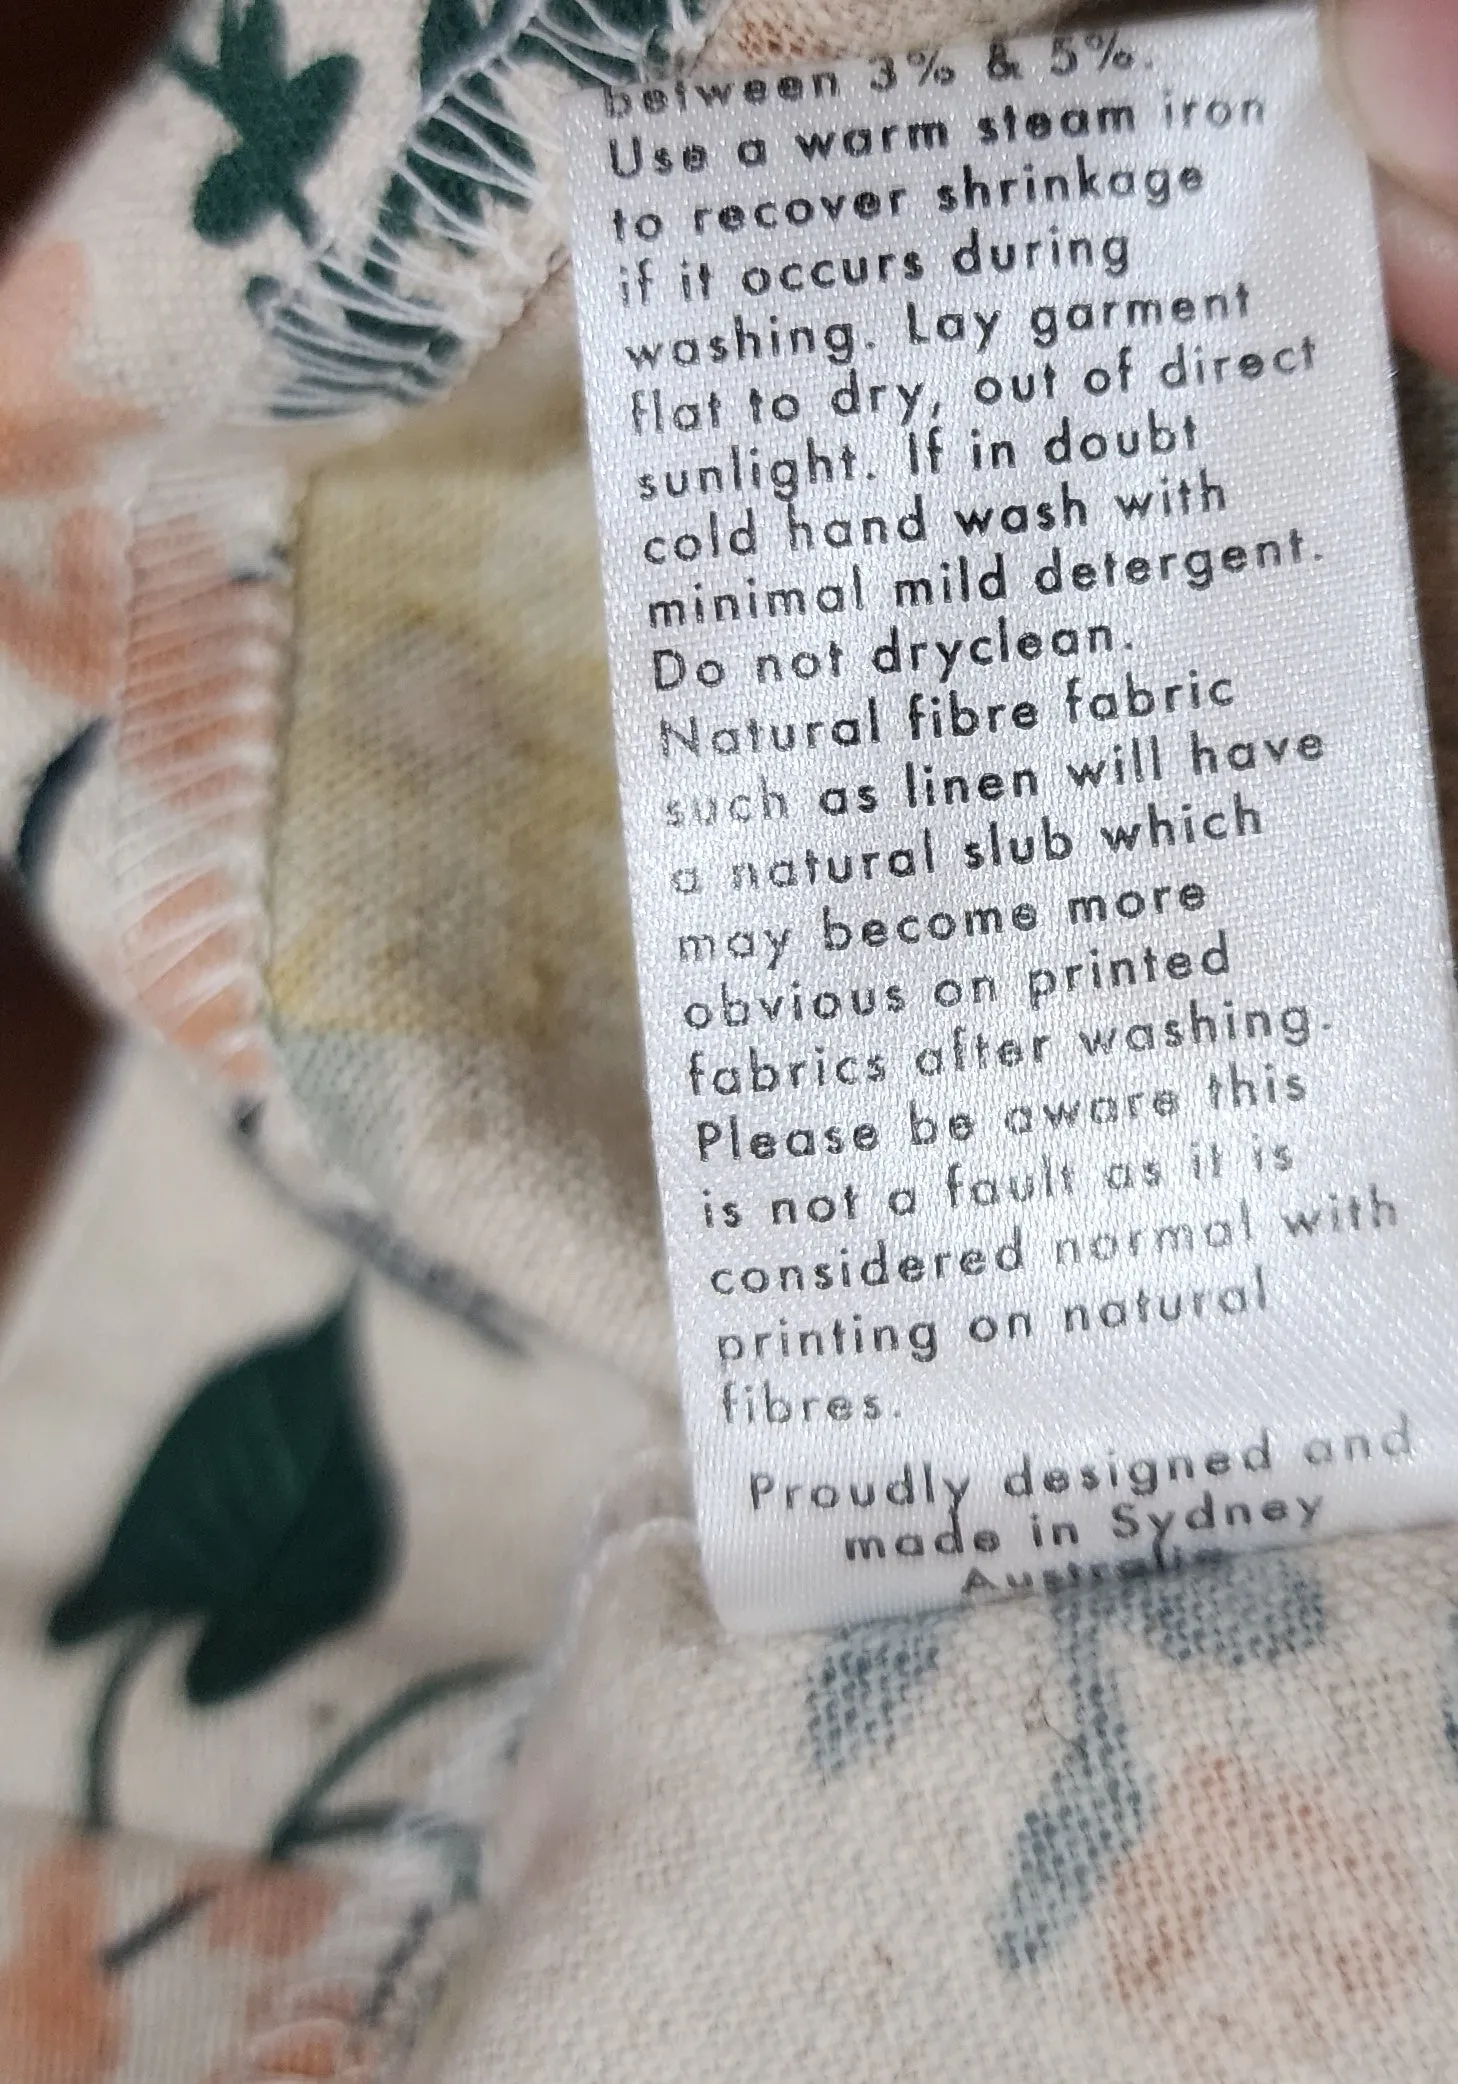 between 3% & 5%.
Use a warm steam iron
to recover shrinkage
if it occurs during
washing. Lay garment
flat to dry, out of direct
sunlight. If in doubt
cold hand wash with
minimal mild detergent.
Do not dryclean.
Natural fibre fabric
such as linen will have
a natural slub which
may become more
obvious on printed
fabrics after washing.
Please be aware this
is not a fault as it is
considered normal with
printing on natural
fibres.
Proudly designed and
made in Sydney
Australia